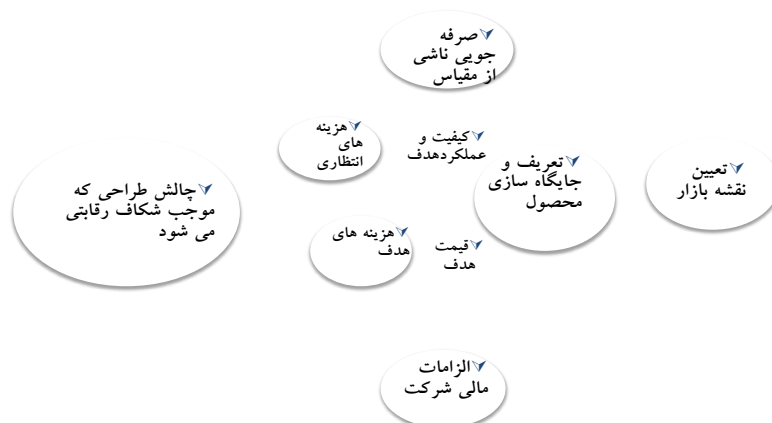 صرفه
جویی ناشی
از مقیاس
تعیین
نقشه بازار
تعریف و
جایگاه سازی
محصول
کیفیت و
عملکردهدف
قیمت
هدف
هزینه
های
انتظاری
هزینه های
هدف
چالش طراحی که
موجب شکاف رقابتی
می شود
الزامات
مالی شرکت